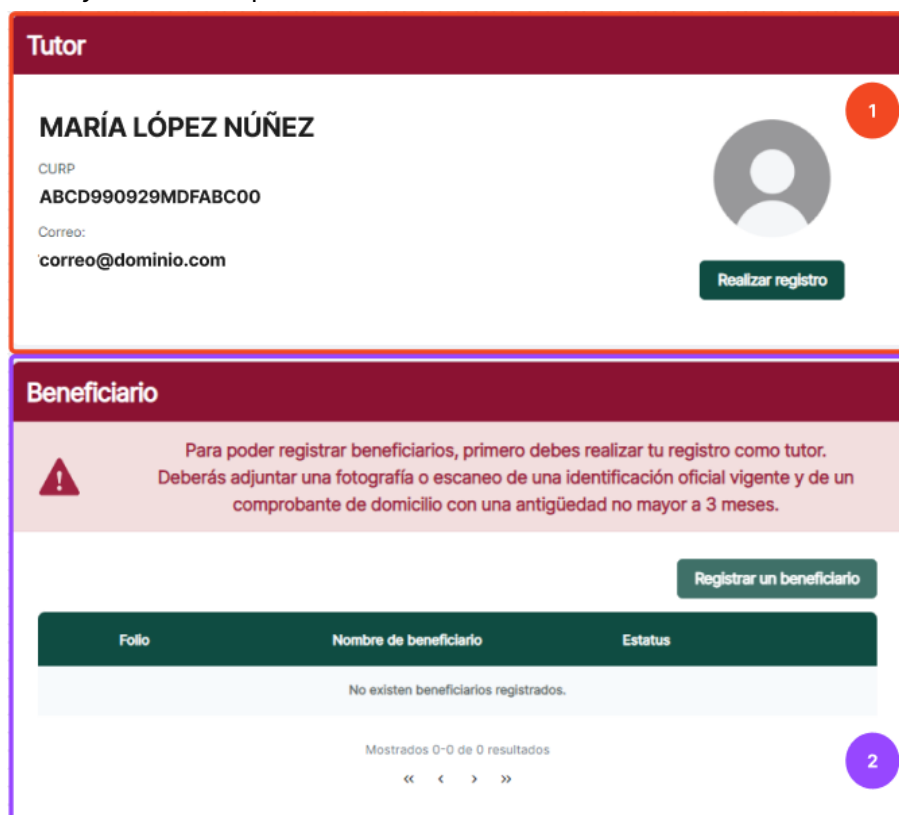 Tutor
1
MARÍA LÓPEZ NÚÑEZ
CURP
ABCD990929MDFABC00
Correo:
correo@dominio.com
Realizar registro
Beneficiario
Para poder registrar beneficiarios, primero debes realizar tu registro como tutor.
Deberás adjuntar una fotografía o escaneo de una identificación oficial vigente y de un
comprobante de domicilio con una antigüedad no mayor a 3 meses.
Registrar un beneficiario
Folio Nombre de beneficiario Estatus
No existen beneficiarios registrados.
Mostrados 0-0 de 0 resultados
« ‹ › »
2